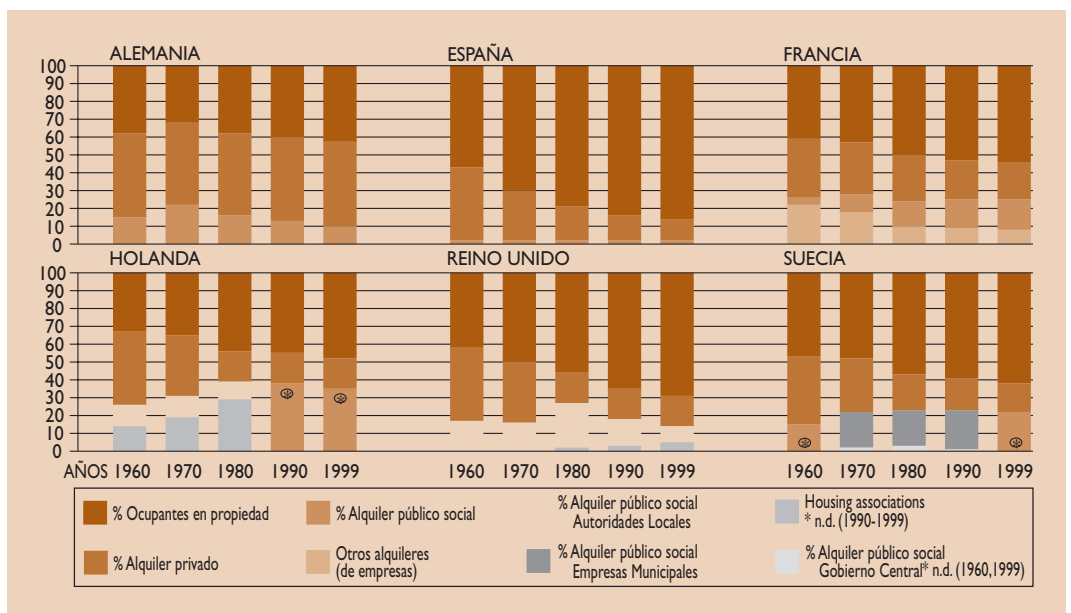 ALEMANIA ESPAÑA FRANCIA
100
90
80
70
60
50
40
30
20
10
0
HOLANDA REINO UNIDO SUECIA
100
90
80
70
60
50
40
30
20
10
0
AÑOS 1960 1970 1980 1990 1999 1960 1970 1980 1990 1999 1960 1970 1980 1990 1999
% Ocupantes en propiedad
% Alquiler público social
% Alquiler público social
Autoridades Locales
Housing associations
* n.d. (1990-1999)
% Alquiler privado
Otros alquileres
(de empresas)
% Alquiler público social
Empresas Municipales
% Alquiler público social
Gobierno Central* n.d. (1960,1999)